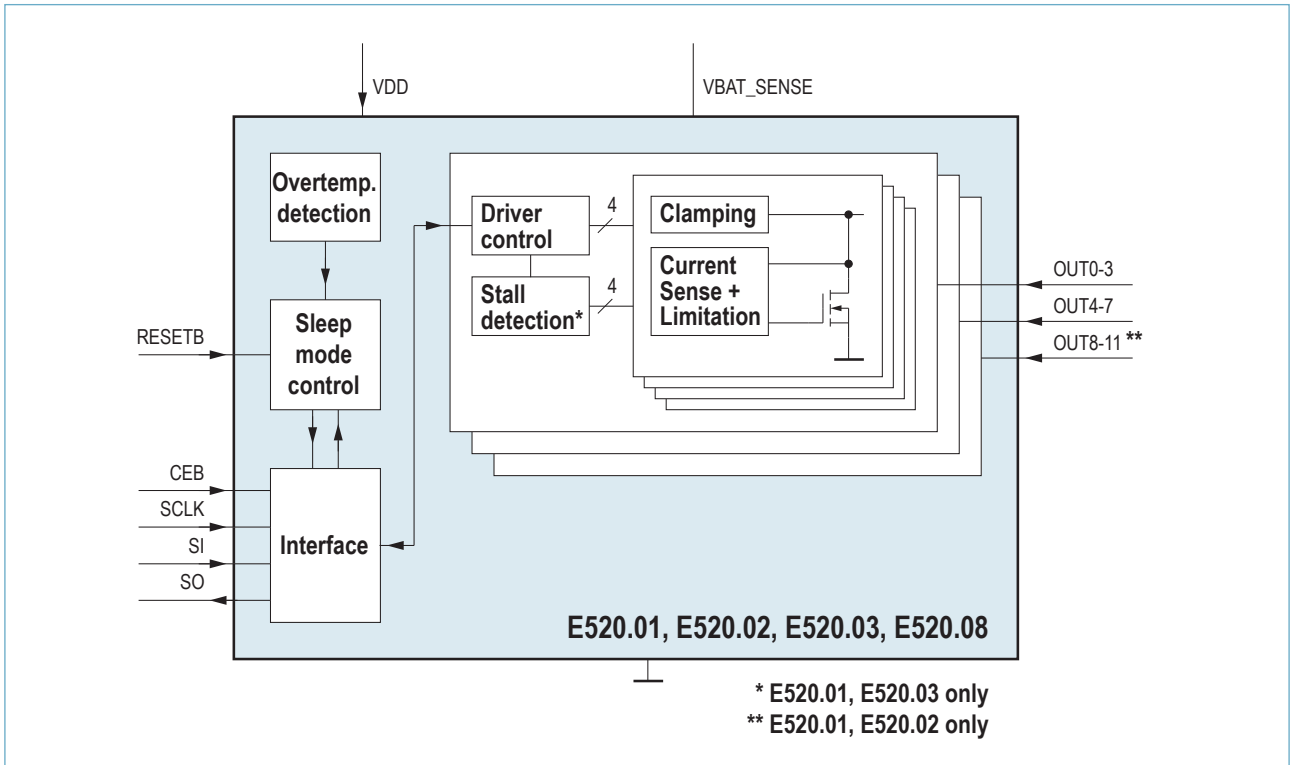 VDD
VBAT_SENSE
Overtemp.
detection
Driver
control
4
Clamping
Stall
detection*
4
Current
Sense +
Limitation
OUT0-3
OUT4-7
OUT8-11 **
RESETB
Sleep
mode
control
CEB
SCLK
SI
SO
Interface
E520.01, E520.02, E520.03, E520.08
* E520.01, E520.03 only
** E520.01, E520.02 only